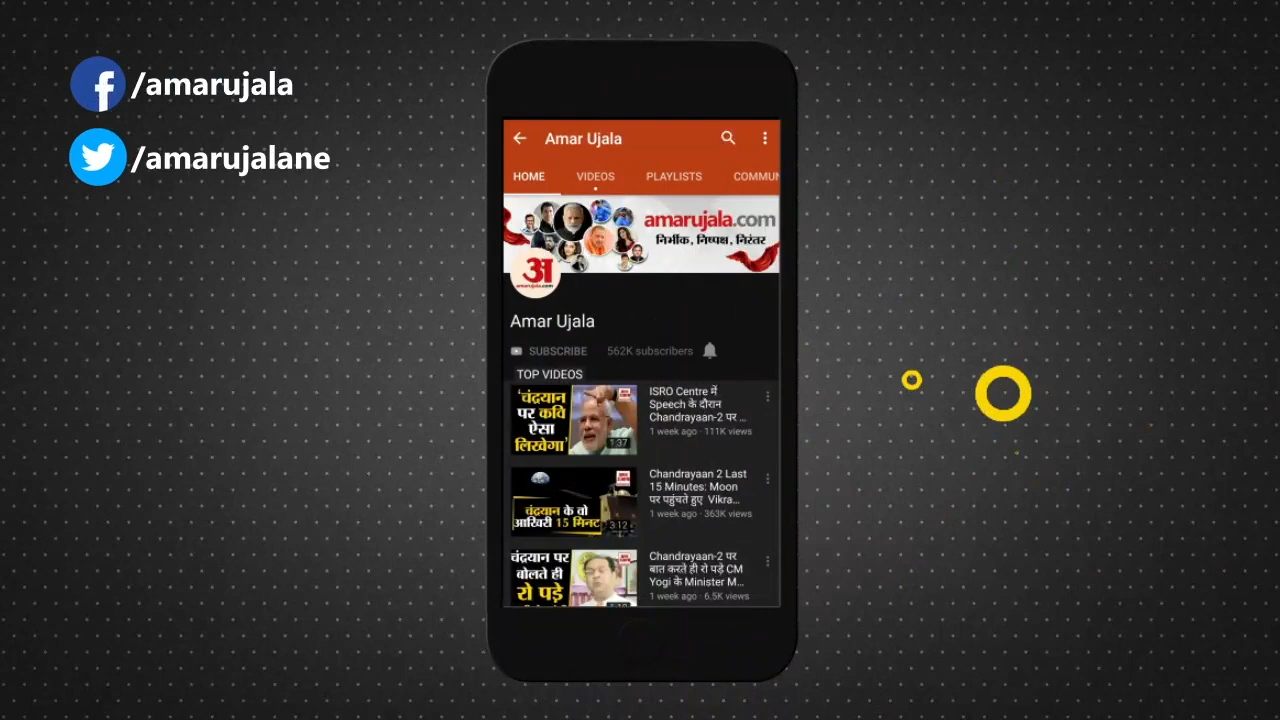 /amarujala
/amarujalane
Amar Ujala
HOME VIDEOS PLAYLISTS COMMUN
amarujala.com
निर्भीक, निष्पक्ष, निरंतर
अ
amarujala.com
Amar Ujala
SUBSCRIBE 562K subscribers
TOP VIDEOS
'चंद्रयान
पर कवि
ऐसा
लिखेगा'
1:37
ISRO Centre में
Speech के दौरान
Chandrayaan-2 पर ...
1 week ago · 111K views
चंद्रयान के वो
आखिरी 15 मिनट
3:12
Chandrayaan 2 Last
15 Minutes: Moon
पर पहुंचते हुए Vikra...
1 week ago · 363K views
चंद्रयान पर
बोलते ही
रो पड़े
Chandrayaan-2 पर
बात करते ही रो पड़े CM
Yogi के Minister M...
1 week ago · 6.5K views